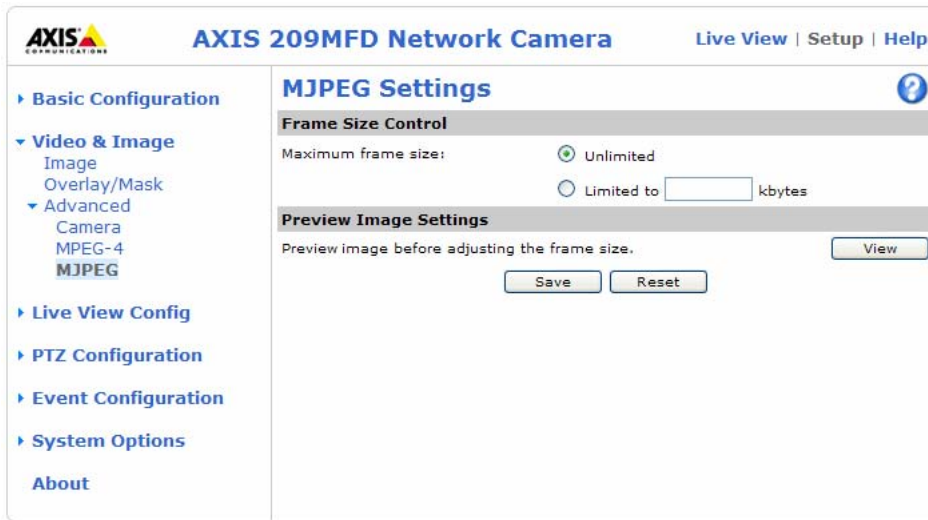 AXIS
COMMUNICATIONS
AXIS 209MFD Network Camera
Live View | Setup | Help
Basic Configuration
Video & Image
Image
Overlay/Mask
Advanced
Camera
MPEG-4
MJPEG
Live View Config
PTZ Configuration
Event Configuration
System Options
About
MJPEG Settings
?
Frame Size Control
Maximum frame size:
Unlimited
Limited to kbytes
Preview Image Settings
Preview image before adjusting the frame size.
View
Save Reset